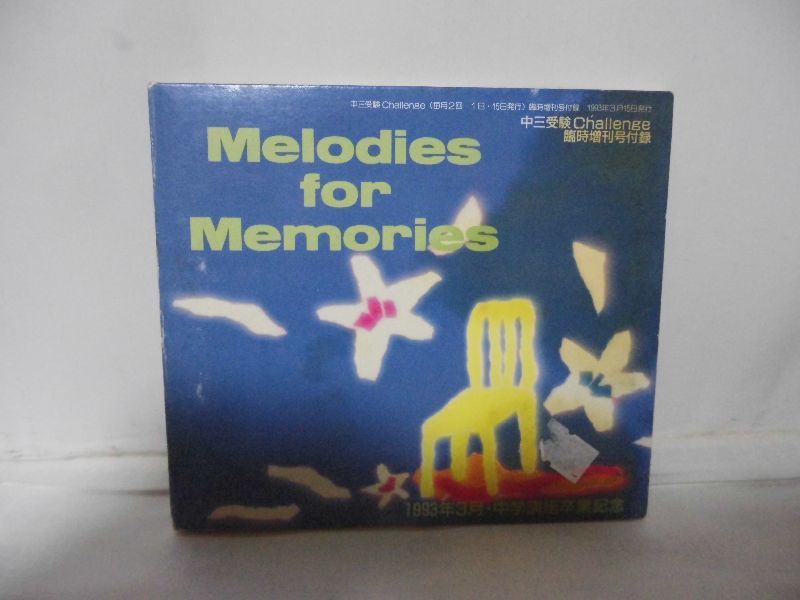 中三受験Challenge（毎月2回　1日・15日発行）臨時増刊号付録　1993年3月15日発行
中三受験Challenge
臨時増刊号付録
Melodies
for
Memories
1993年3月・中学講座卒業記念